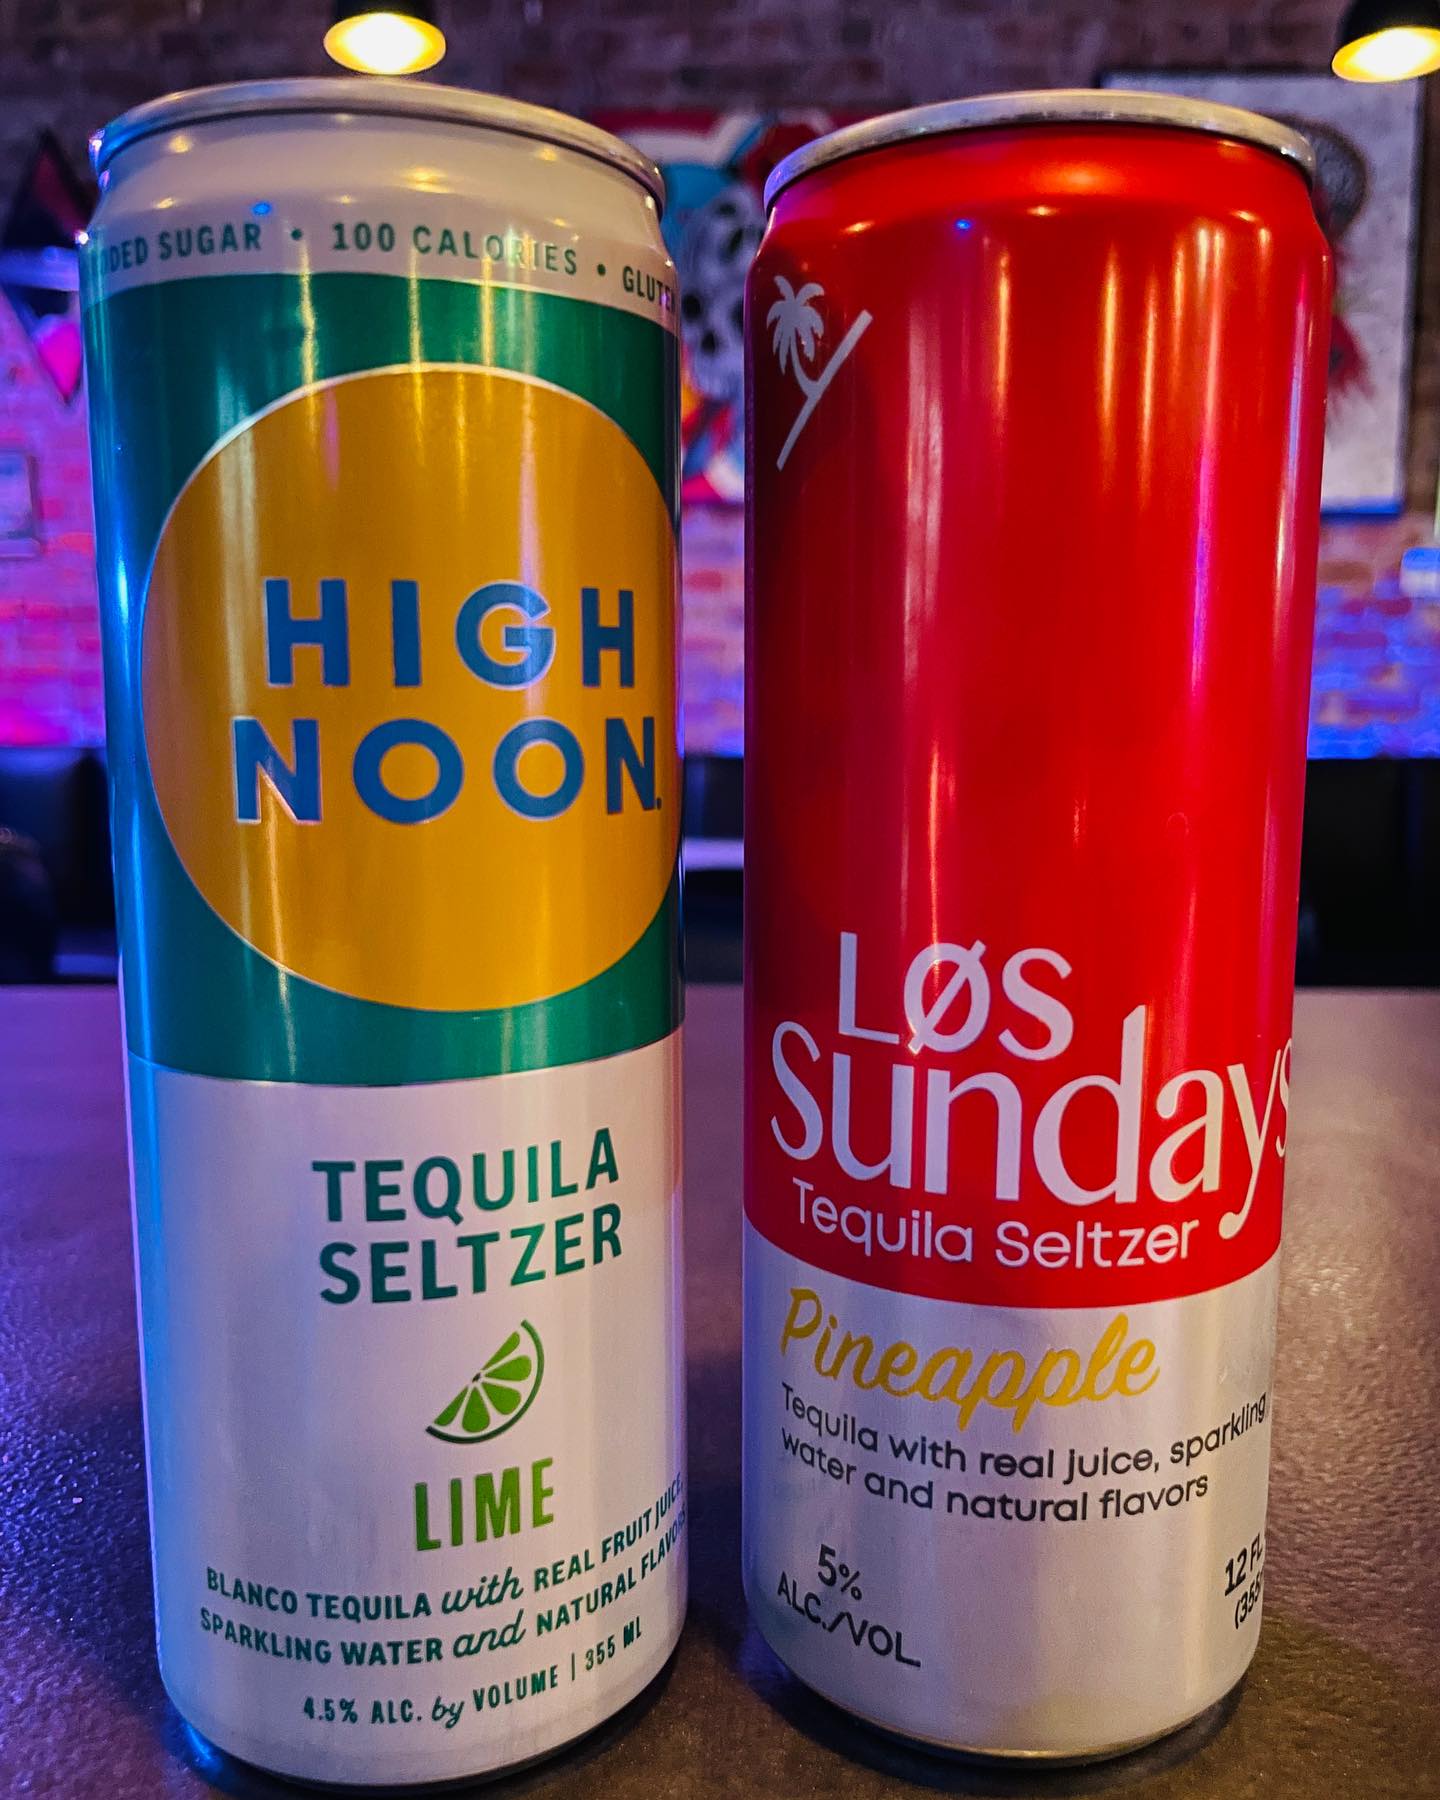 SUGAR • 100 CALORIES •
HIGH
NOON.
TEQUILA
SELTZER
LIME
BLANCO TEQUILA with REAL FRUIT JUICE,
SPARKLING WATER and NATURAL
4.5% ALC. by VOLUME | 355 ML
LØS
Sundays
Tequila Seltzer
Pineapple
Tequila with real juice, sparkling
water and natural flavors
5%
ALC./VOL.
12 FL